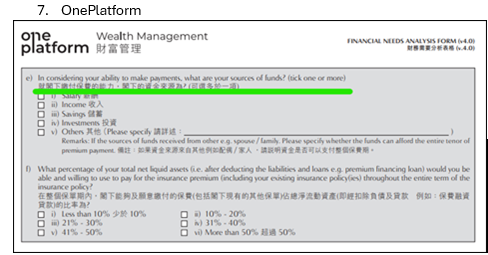 7. OnePlatform
one platform Wealth Management 財富管理
FINANCIAL NEEDS ANALYSIS FORM (v4.0)
財務需要分析表格 (v.4.0)
e) In considering your ability to make payments, what are your sources of funds? (tick one or more)
就閣下繳付保費的能力，閣下的資金來源為? (可選多於一項)
i) Salary 薪酬
ii) Income 收入
iii) Savings 儲蓄
iv) Investments 投資
v) Others 其他 (Please specify 請詳述 : )
Remarks: If the sources of funds received from other e.g. spouse / family. Please specify whether the funds can afford the entire tenor of
premium payment. 備註：如果資金來源來自其他例如配偶 / 家人，請說明資金是否可以支付整個保費期。
f) What percentage of your total net liquid assets (i.e. after deducting the liabilities and loans e.g. premium financing loan) would you be
able and willing to use to pay for the insurance premium (including your existing insurance policy(ies)) throughout the entire term of the
insurance policy?
在整個保單期內，閣下能夠及願意繳付的保費(包括閣下現有的其他保單)佔總淨流動資產(即經扣除負債及貸款 例如：保費融資
貸款)的比率為?
i) Less than 10% 少於 10% ii) 10% - 20%
iii) 21% - 30% iv) 31% - 40%
v) 41% - 50% vi) More than 50% 超過 50%